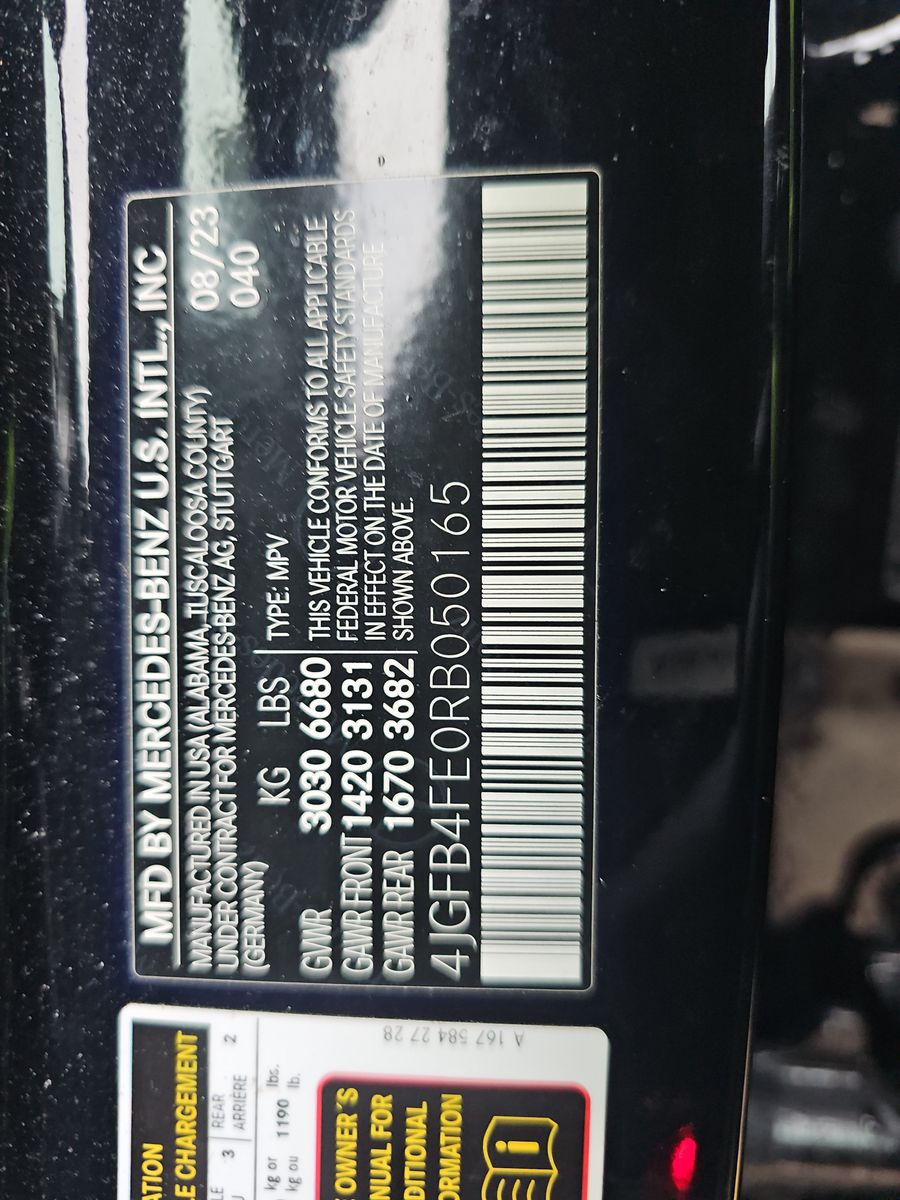 MFD BY MERCEDES-BENZ U.S. INTL., INC
MANUFACTURED IN USA (ALABAMA, TUSCALOOSA COUNTY) 08/23
UNDER CONTRACT FOR MERCEDES-BENZ AG, STUTTGART 040
(GERMANY)
KG LBS TYPE: MPV
GVWR 3030 6680 THIS VEHICLE CONFORMS TO ALL APPLICABLE
GAWR FRONT 1420 3131 FEDERAL MOTOR VEHICLE SAFETY STANDARDS
IN EFFECT ON THE DATE OF MANUFACTURE
GAWR REAR 1670 3682 SHOWN ABOVE.
4JGFB4FE0RB050165
ATION
E CHARGEMENT
3 REAR 2
ARRIÈRE
kg or 1190 lbs.
kg ou lb.
OWNER'S
NUAL FOR
DITIONAL
ORMATION
A 167 584 27 28